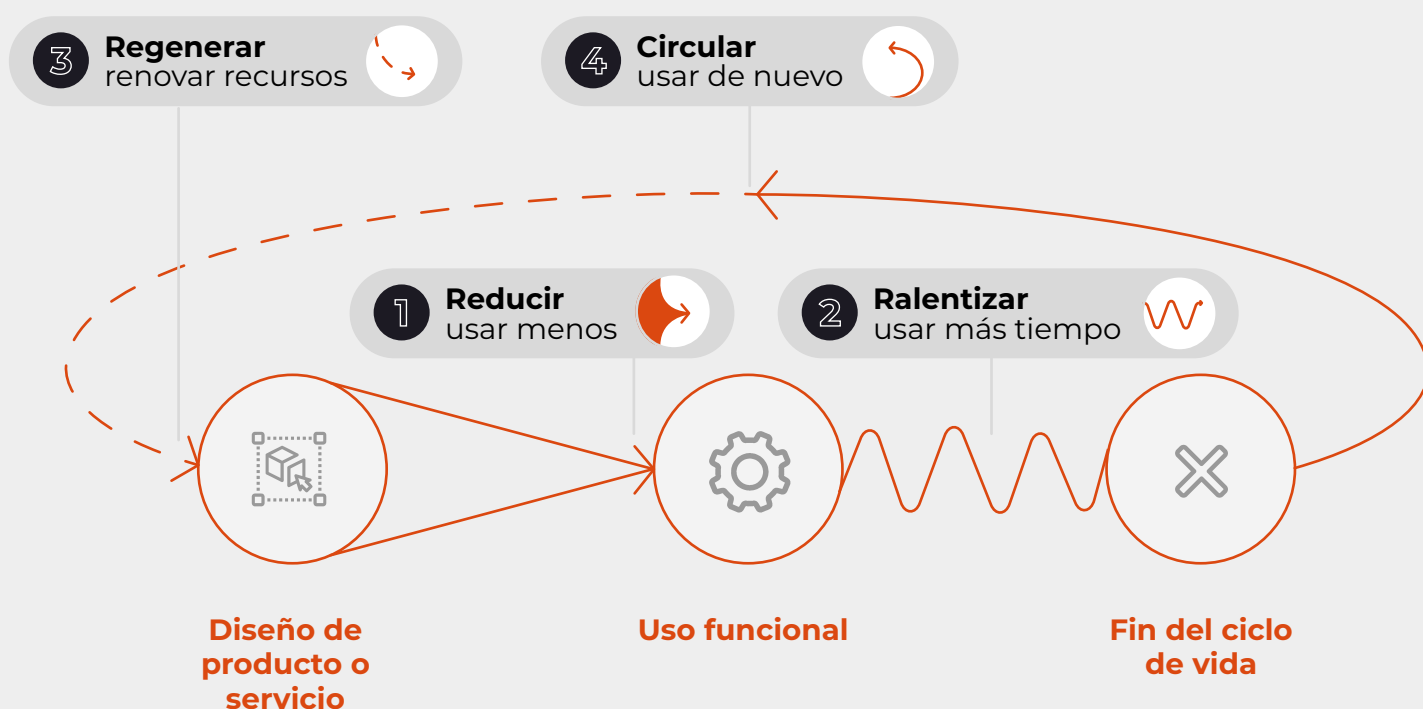 3
Regenerar
renovar recursos
4
Circular
usar de nuevo
1
Reducir
usar menos
2
Ralentizar
usar más tiempo
Diseño de
producto o
servicio
Uso funcional
Fin del ciclo
de vida